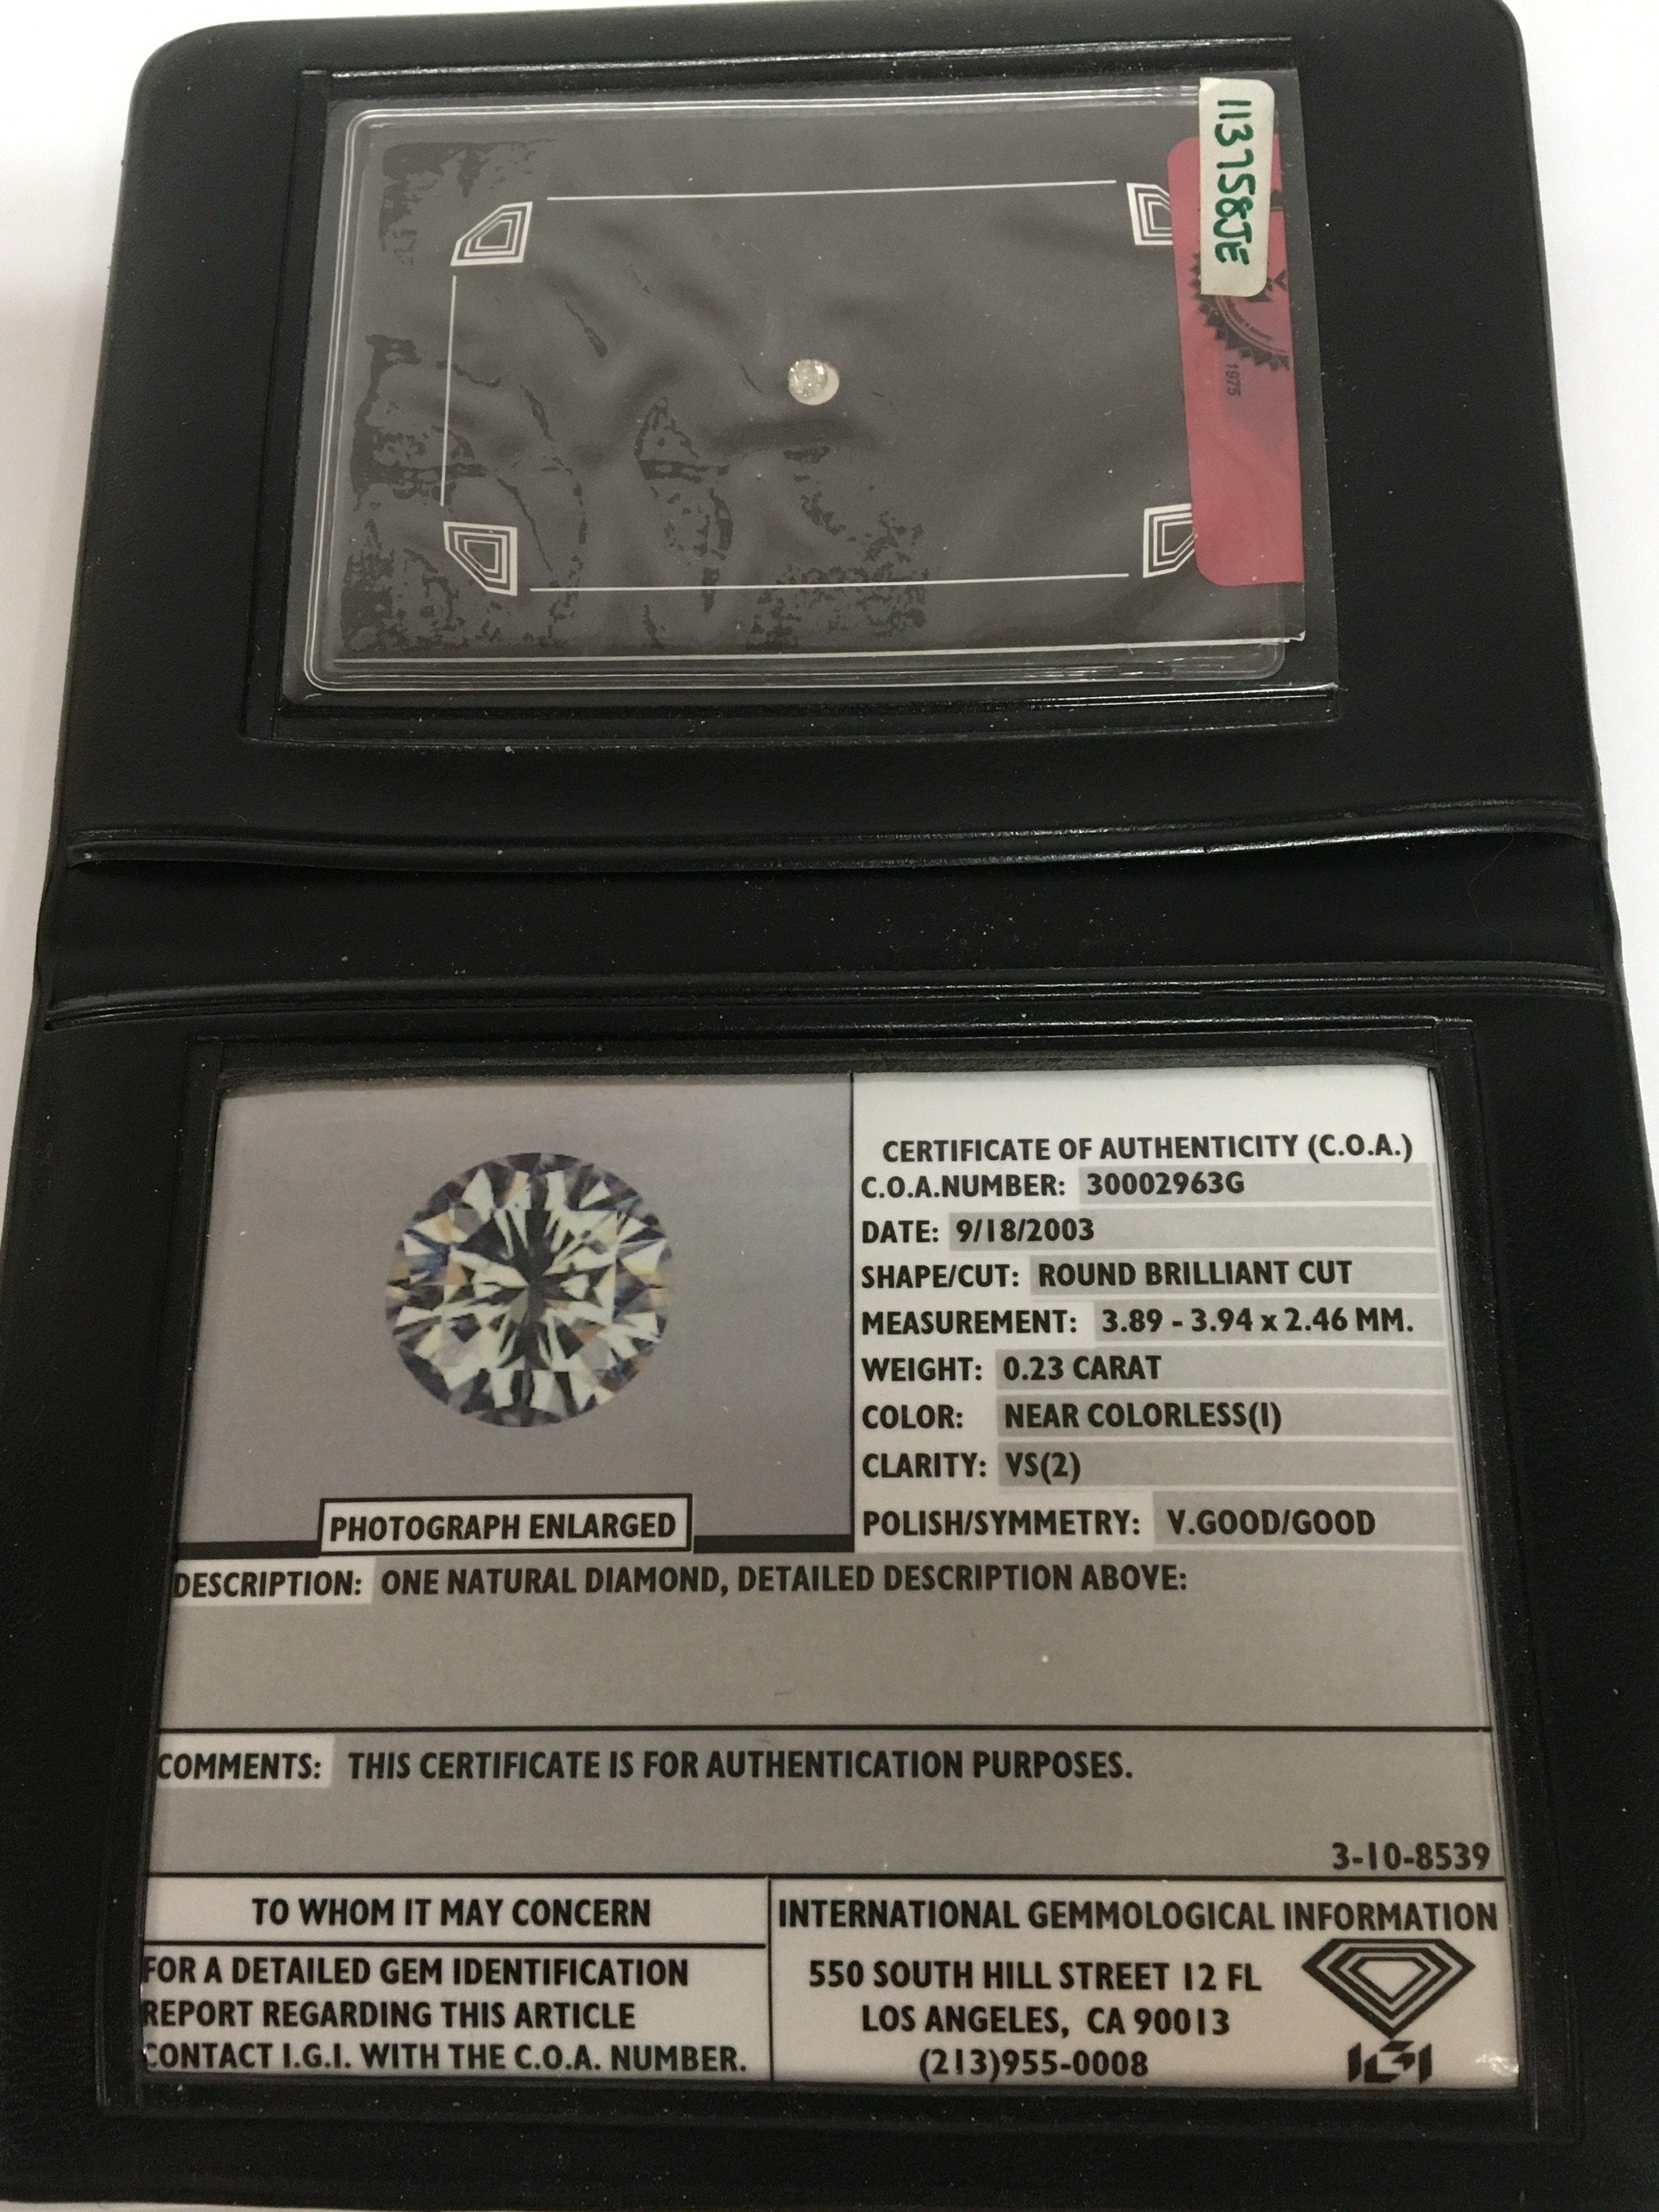 113758JE
1975
CERTIFICATE OF AUTHENTICITY (C.O.A.)
C.O.A.NUMBER: 30002963G
DATE: 9/18/2003
SHAPE/CUT: ROUND BRILLIANT CUT
MEASUREMENT: 3.89 - 3.94 x 2.46 MM.
WEIGHT: 0.23 CARAT
COLOR: NEAR COLORLESS(I)
CLARITY: VS(2)
POLISH/SYMMETRY: V.GOOD/GOOD
PHOTOGRAPH ENLARGED
DESCRIPTION: ONE NATURAL DIAMOND, DETAILED DESCRIPTION ABOVE:
COMMENTS: THIS CERTIFICATE IS FOR AUTHENTICATION PURPOSES.
3-10-8539
TO WHOM IT MAY CONCERN
FOR A DETAILED GEM IDENTIFICATION
REPORT REGARDING THIS ARTICLE
CONTACT I.G.I. WITH THE C.O.A. NUMBER.
INTERNATIONAL GEMMOLOGICAL INFORMATION
550 SOUTH HILL STREET 12 FL
LOS ANGELES, CA 90013
(213)955-0008
IGI